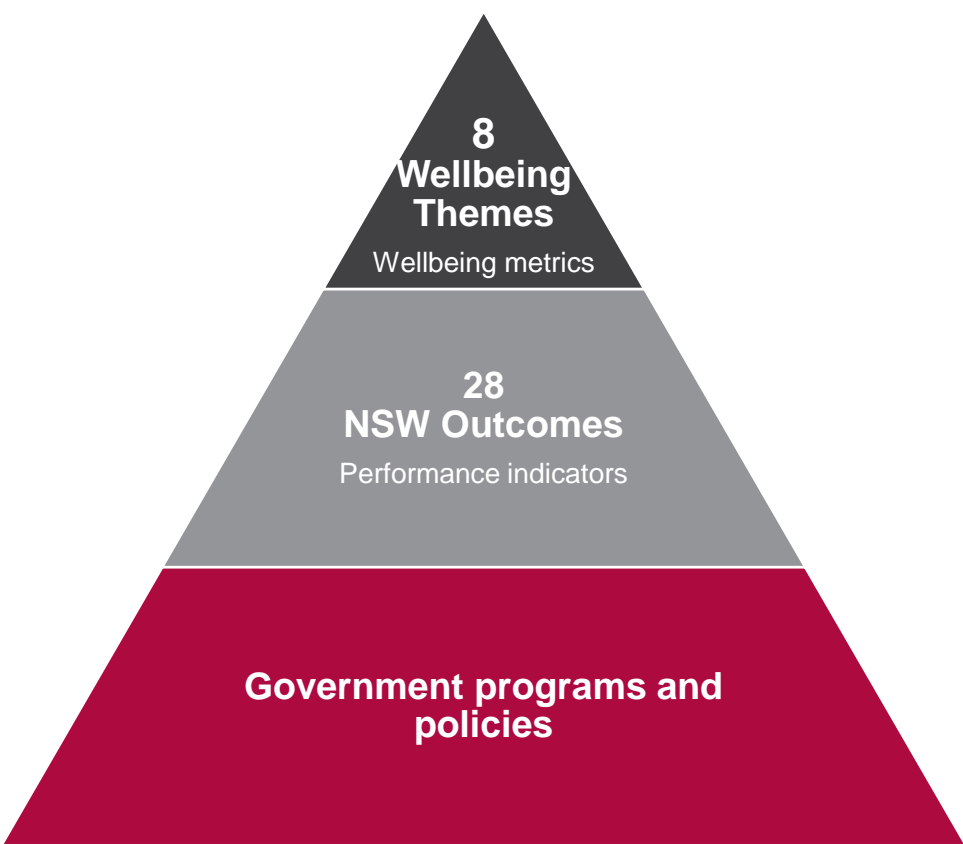 8
Wellbeing
Themes
Wellbeing metrics
28
NSW Outcomes
Performance indicators
Government programs and
policies